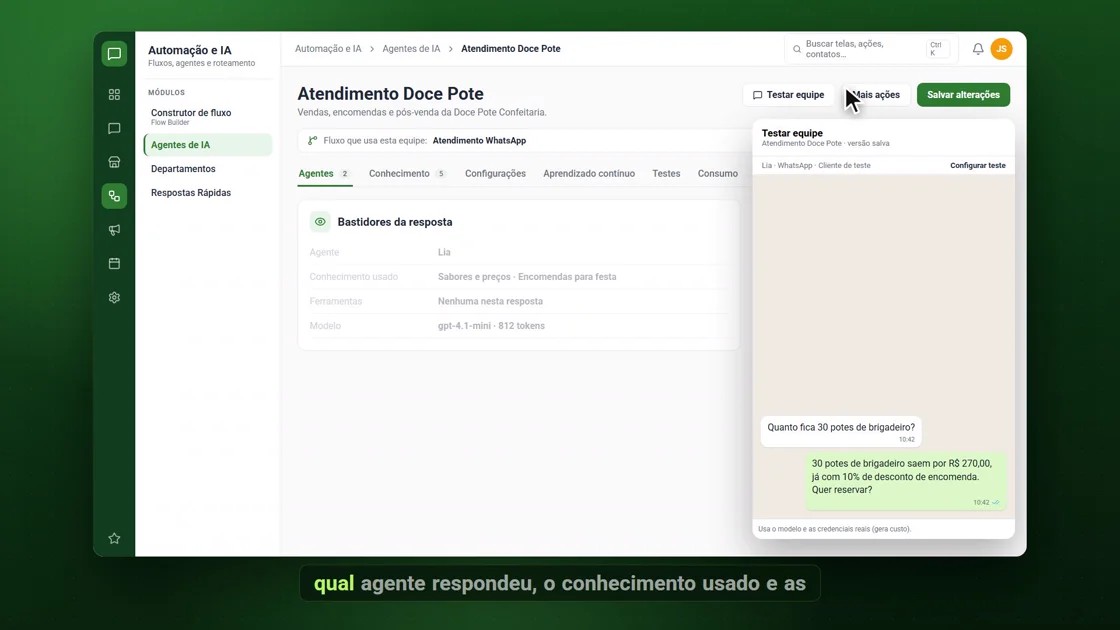 Automação e IA
Fluxos, agentes e roteamento
MÓDULOS
Construtor de fluxo
Flow Builder
Agentes de IA
Departamentos
Respostas Rápidas
Automação e IA > Agentes de IA > Atendimento Doce Pote
Buscar telas, ações, contatos...
Ctrl K
JS
Atendimento Doce Pote
Vendas, encomendas e pós-venda da Doce Pote Confeitaria.
Testar equipe
ações
Salvar alterações
Fluxo que usa esta equipe: Atendimento WhatsApp
Agentes 2
Conhecimento 5
Configurações
Aprendizado contínuo
Testes
Consumo
Bastidores da resposta
Agente Lia
Conhecimento usado Sabores e preços · Encomendas para festa
Ferramentas Nenhuma nesta resposta
Modelo gpt-4.1-mini · 812 tokens
Testar equipe
Atendimento Doce Pote · versão salva
Lia · WhatsApp · Cliente de teste
Configurar teste
Quanto fica 30 potes de brigadeiro?
10:42
30 potes de brigadeiro saem por R$ 270,00,
já com 10% de desconto de encomenda.
Quer reservar?
10:42
Usa o modelo e as credenciais reais (gera custo).
qual agente respondeu, o conhecimento usado e as